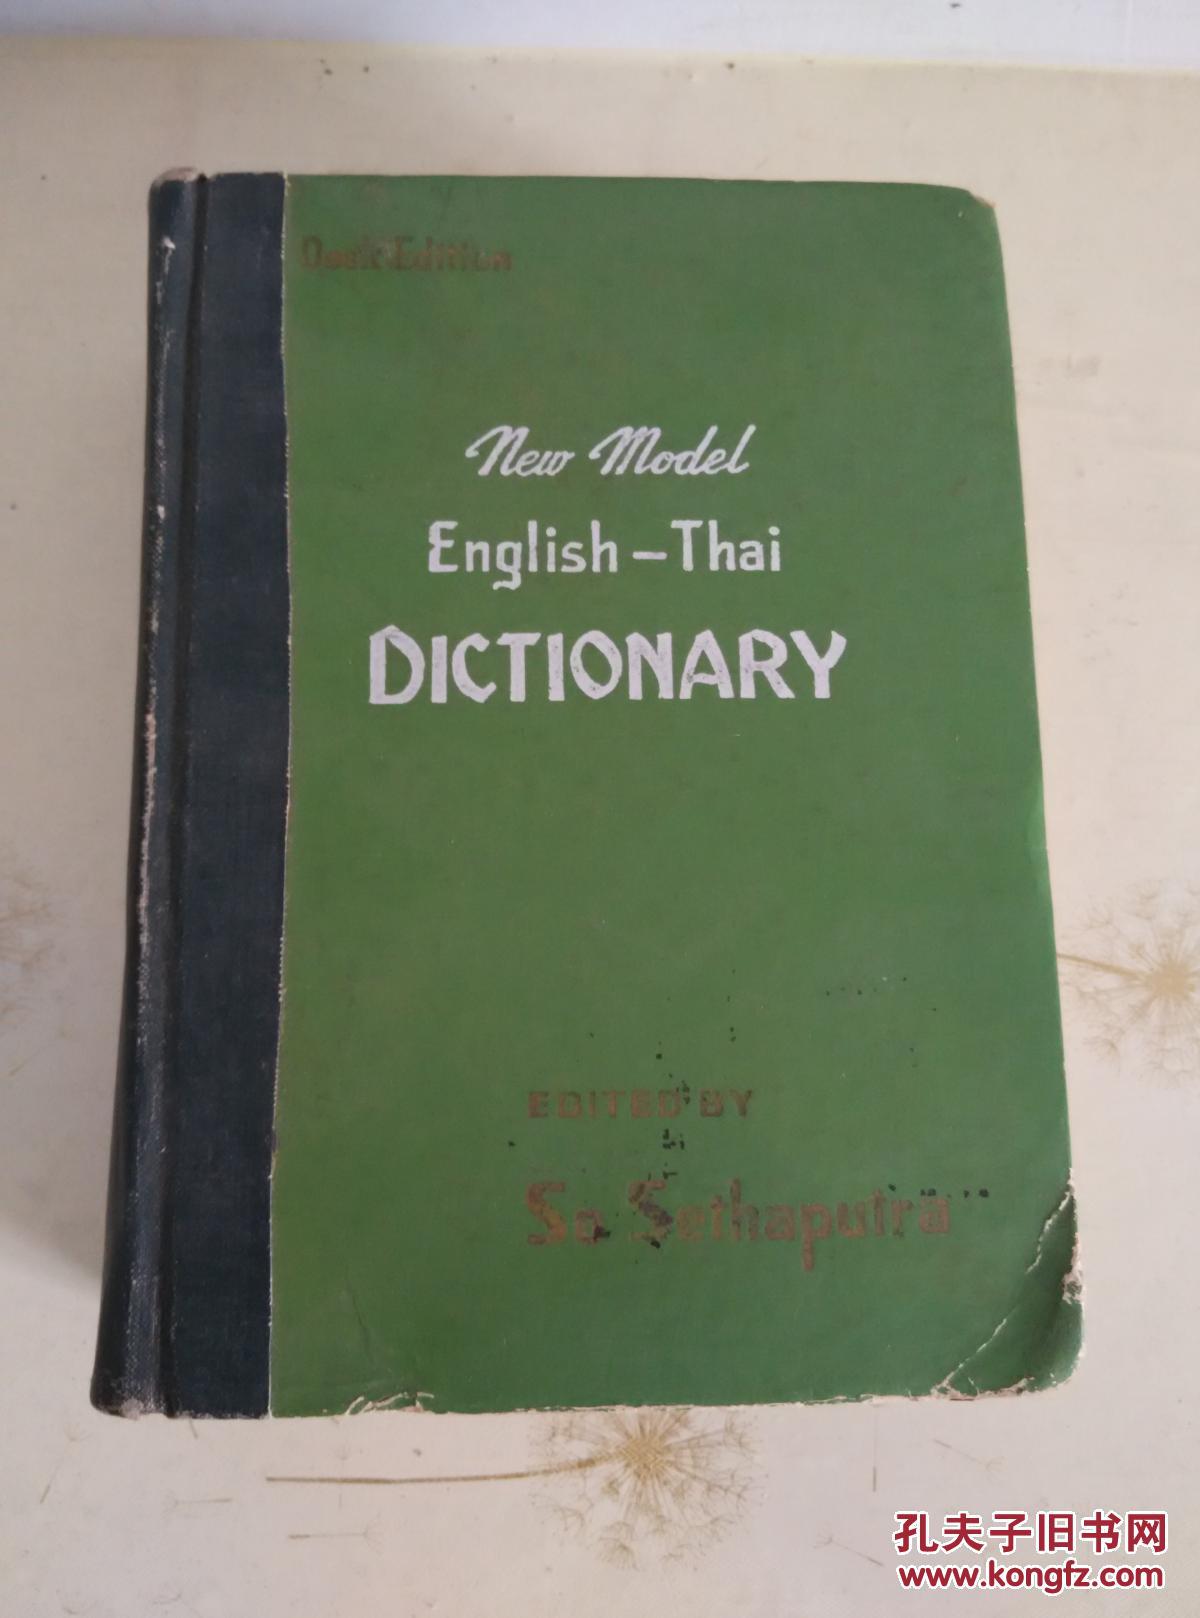 Desk Edition
New Model
English – Thai
DICTIONARY
EDITED BY
So Sethaputra
孔夫子旧书网
www.kongfz.com